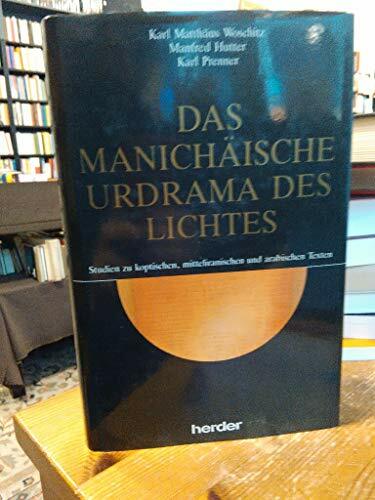 Karl Matthäus Woschitz
Manfred Hutter
Karl Prenner
DAS
MANICHÄISCHE
URDRAMA DES
LICHTES
Studien zu koptischen, mitteliranischen und arabischen Texten
herder